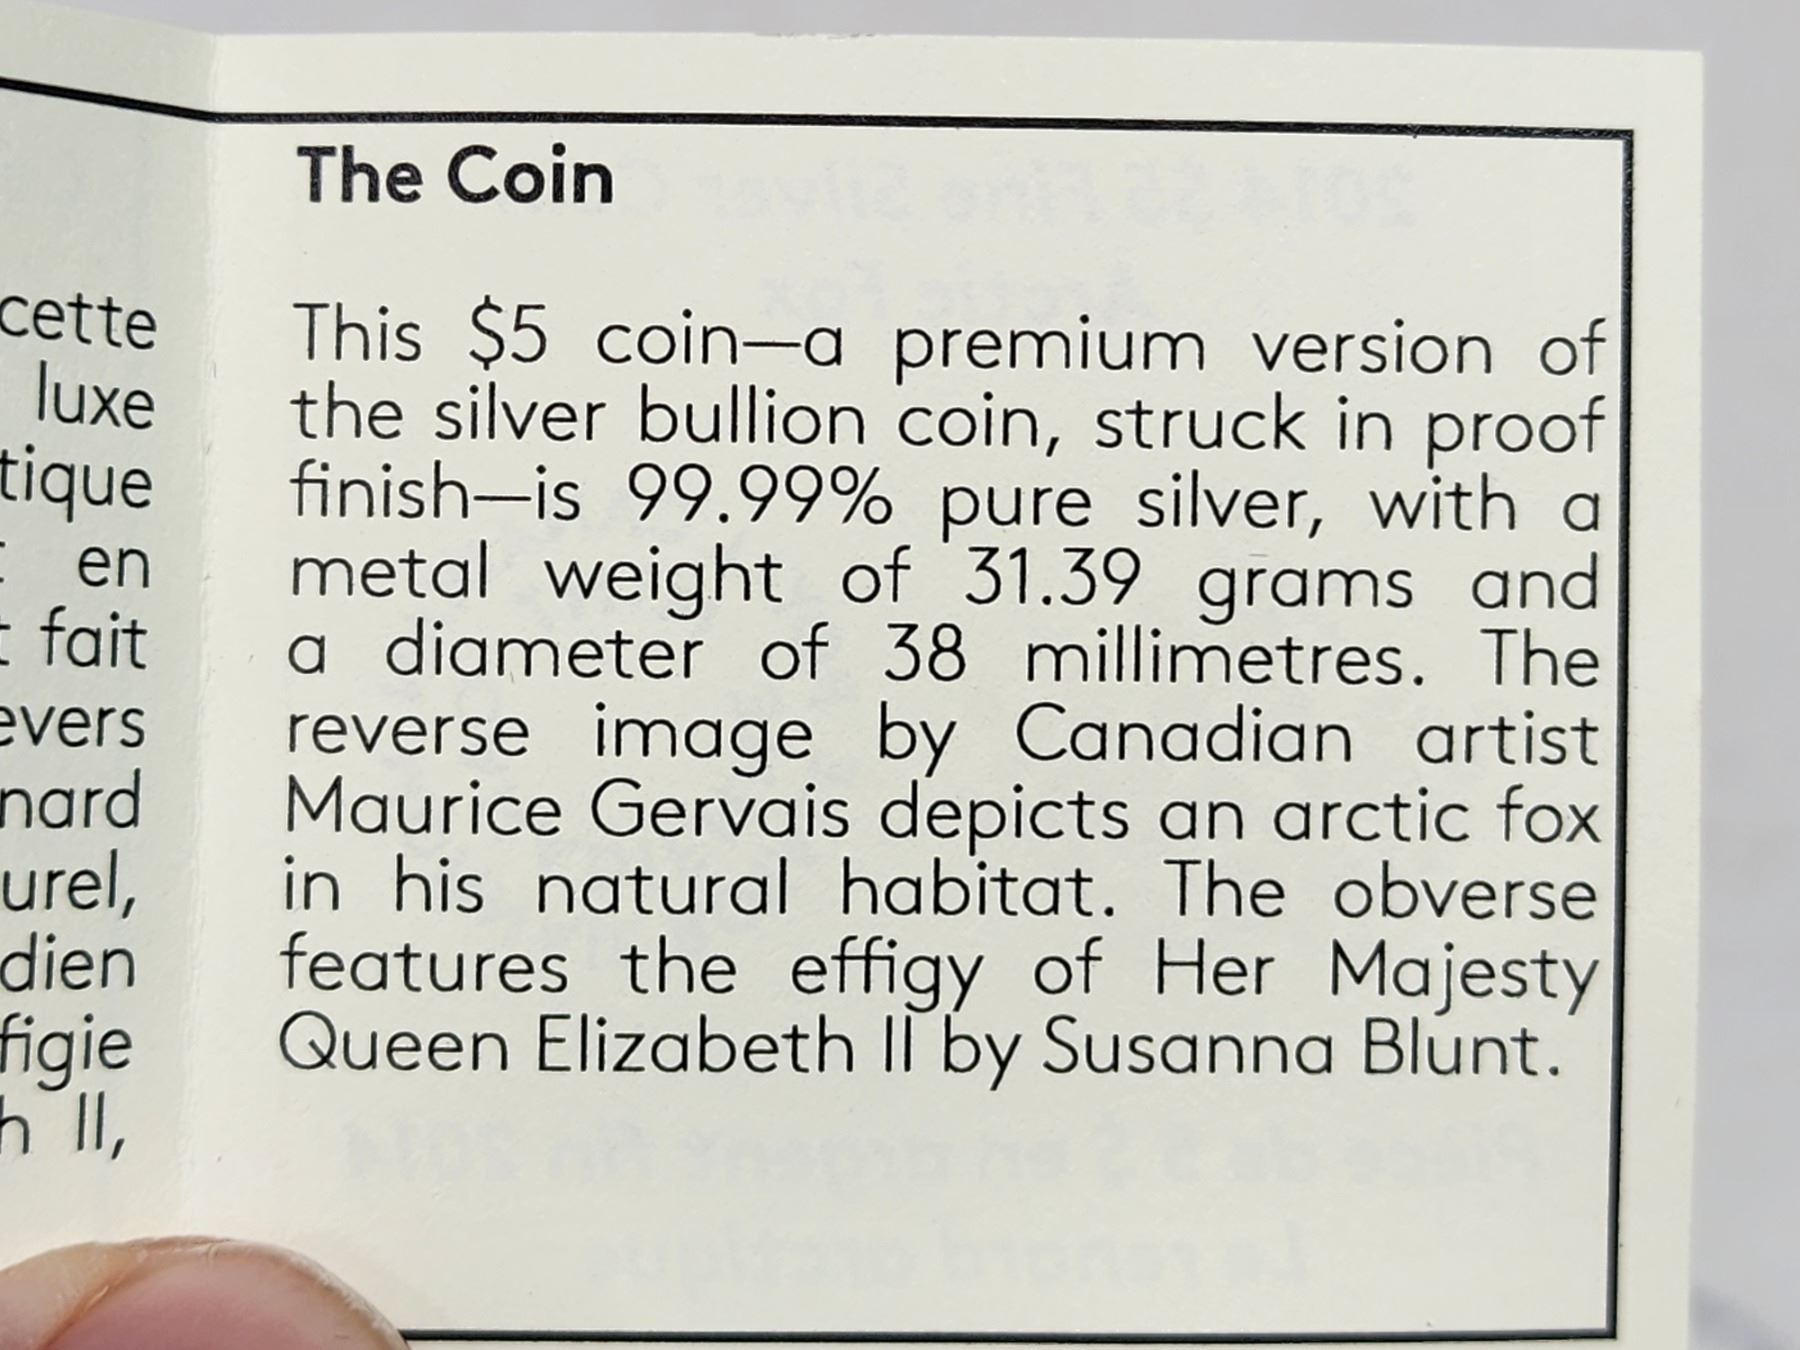 cette
luxe
tique
en
fait
evers
nard
urel,
dien
figie
h II,
The Coin
This $5 coin—a premium version of
the silver bullion coin, struck in proof
finish—is 99.99% pure silver, with a
metal weight of 31.39 grams and
a diameter of 38 millimetres. The
reverse image by Canadian artist
Maurice Gervais depicts an arctic fox
in his natural habitat. The obverse
features the effigy of Her Majesty
Queen Elizabeth II by Susanna Blunt.